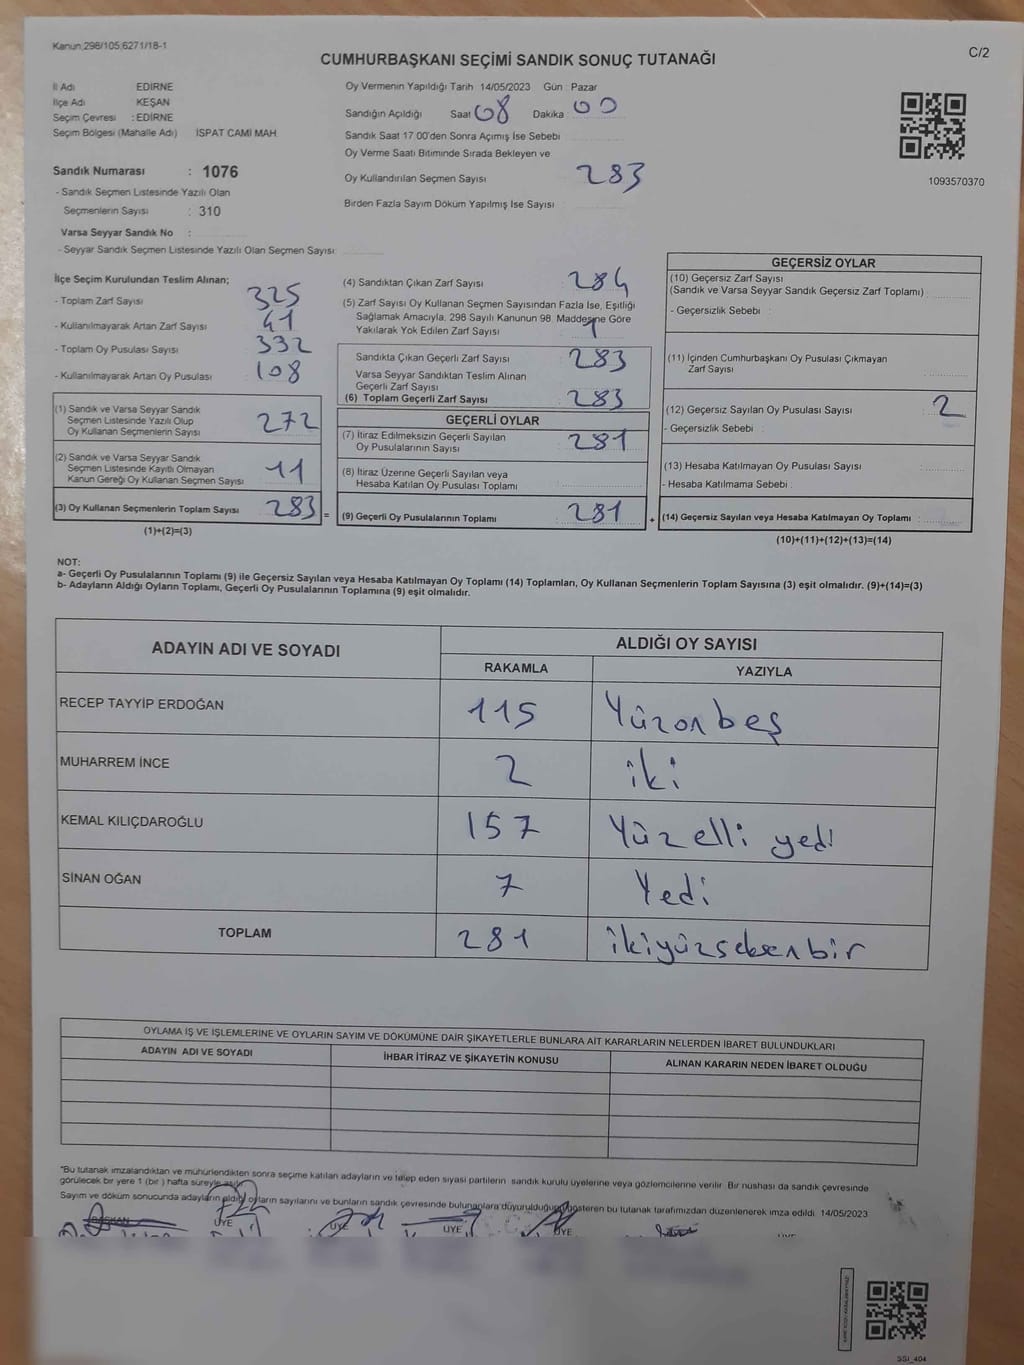 Kanun,298/105,6271/18-1
C/2
CUMHURBAŞKANI SEÇİMİ SANDIK SONUÇ TUTANAĞI
İl Adı EDİRNE
İlçe Adı KEŞAN
Seçim Çevresi : EDİRNE
Seçim Bölgesi (Mahalle Adı) İSPAT CAMİ MAH
Sandık Numarası : 1076
- Sandık Seçmen Listesinde Yazılı Olan
Seçmenlerin Sayısı : 310
Varsa Seyyar Sandık No :
- Seyyar Sandık Seçmen Listesinde Yazılı Olan Seçmen Sayısı:
Oy Vermenin Yapıldığı Tarih 14/05/2023 Gün Pazar
Sandığın Açıldığı Saat 08 Dakika 00
Sandık Saat 17 00'den Sonra Açımış İse Sebebi
Oy Verme Saati Bitiminde Sırada Bekleyen ve
Oy Kullandırılan Seçmen Sayısı 283
Birden Fazla Sayım Döküm Yapılmış İse Sayısı
1093570370
İlçe Seçim Kurulundan Teslim Alınan;
- Toplam Zarf Sayısı 325
- Kullanılmayarak Artan Zarf Sayısı 41
- Toplam Oy Pusulası Sayısı 332
- Kullanılmayarak Artan Oy Pusulası 108
(1) Sandık ve Varsa Seyyar Sandık
Seçmen Listesinde Yazılı Olup
Oy Kullanan Seçmenlerin Sayısı 272
(2) Sandık ve Varsa Seyyar Sandık
Seçmen Listesinde Kayıtlı Olmayan
Kanun Gereği Oy Kullanan Seçmen Sayısı 11
(3) Oy Kullanan Seçmenlerin Toplam Sayısı 283 =
(1)+(2)=(3)
(4) Sandıktan Çıkan Zarf Sayısı 284
(5) Zarf Sayısı Oy Kullanan Seçmen Sayısından Fazla İse, Eşitliği
Sağlamak Amacıyla, 298 Sayılı Kanunun 98. Maddesine Göre
Yakılarak Yok Edilen Zarf Sayısı 1
Sandıkta Çıkan Geçerli Zarf Sayısı 283
Varsa Seyyar Sandıktan Teslim Alınan
Geçerli Zarf Sayısı
(6) Toplam Geçerli Zarf Sayısı 283
GEÇERLİ OYLAR
(7) İtiraz Edilmeksizin Geçerli Sayılan
Oy Pusulalarının Sayısı 281
(8) İtiraz Üzerine Geçerli Sayılan veya
Hesaba Katılan Oy Pusulası Toplamı
(9) Geçerli Oy Pusulalarının Toplamı 281 +
GEÇERSİZ OYLAR
(10) Geçersiz Zarf Sayısı
(Sandık ve Varsa Seyyar Sandık Geçersiz Zarf Toplamı)
- Geçersizlik Sebebi :
(11) İçinden Cumhurbaşkanı Oy Pusulası Çıkmayan
Zarf Sayısı
(12) Geçersiz Sayılan Oy Pusulası Sayısı 2
- Geçersizlik Sebebi :
(13) Hesaba Katılmayan Oy Pusulası Sayısı
- Hesaba Katılmama Sebebi :
(14) Geçersiz Sayılan veya Hesaba Katılmayan Oy Toplamı :
(10)+(11)+(12)+(13)=(14)
NOT:
a- Geçerli Oy Pusulalarının Toplamı (9) ile Geçersiz Sayılan veya Hesaba Katılmayan Oy Toplamı (14) Toplamları, Oy Kullanan Seçmenlerin Toplam Sayısına (3) eşit olmalıdır. (9)+(14)=(3)
b- Adayların Aldığı Oyların Toplamı, Geçerli Oy Pusulalarının Toplamına (9) eşit olmalıdır.
ADAYIN ADI VE SOYADI ALDIĞI OY SAYISI
RAKAMLA YAZIYLA
RECEP TAYYİP ERDOĞAN 115 Yüzonbeş
MUHARREM İNCE 2 iki
KEMAL KILIÇDAROĞLU 157 Yüzelli yedi
SİNAN OĞAN 7 Yedi
TOPLAM 281 ikiyüzseksenbir
OYLAMA İŞ VE İŞLEMLERİNE VE OYLARIN SAYIM VE DÖKÜMÜNE DAİR ŞİKAYETLERLE BUNLARA AİT KARARLARIN NELERDEN İBARET BULUNDUKLARI
ADAYIN ADI VE SOYADI İHBAR İTİRAZ VE ŞİKAYETİN KONUSU ALINAN KARARIN NEDEN İBARET OLDUĞU
*Bu tutanak imzalandıktan ve mühürlendikten sonra seçime katılan adayların ve talep eden siyasi partilerin sandık kurulu üyelerine veya gözlemcilerine verilir. Bir nüshası da sandık çevresinde
görülecek bir yere 1 (bir ) hafta süreyle asılır.
Sayım ve döküm sonucunda adayların aldığı oyların sayılarını ve bunların sandık çevresinde bulunanlara duyurulduğunu gösteren bu tutanak tarafımızdan düzenlenerek imza edildi. 14/05/2023
BAŞKAN ÜYE ÜYE ÜYE ÜYE
SSI_404